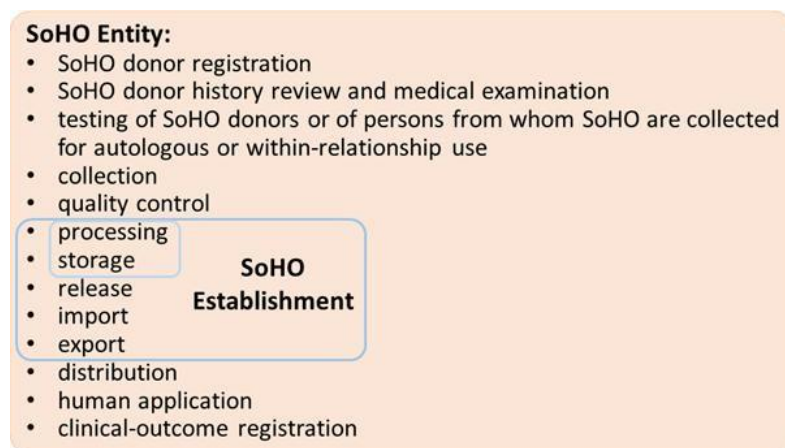 SoHO Entity:
• SoHO donor registration
• SoHO donor history review and medical examination
• testing of SoHO donors or of persons from whom SoHO are collected
for autologous or within-relationship use
• collection
• quality control
• processing
• storage
• release
• import
• export
SoHO
Establishment
• distribution
• human application
• clinical-outcome registration